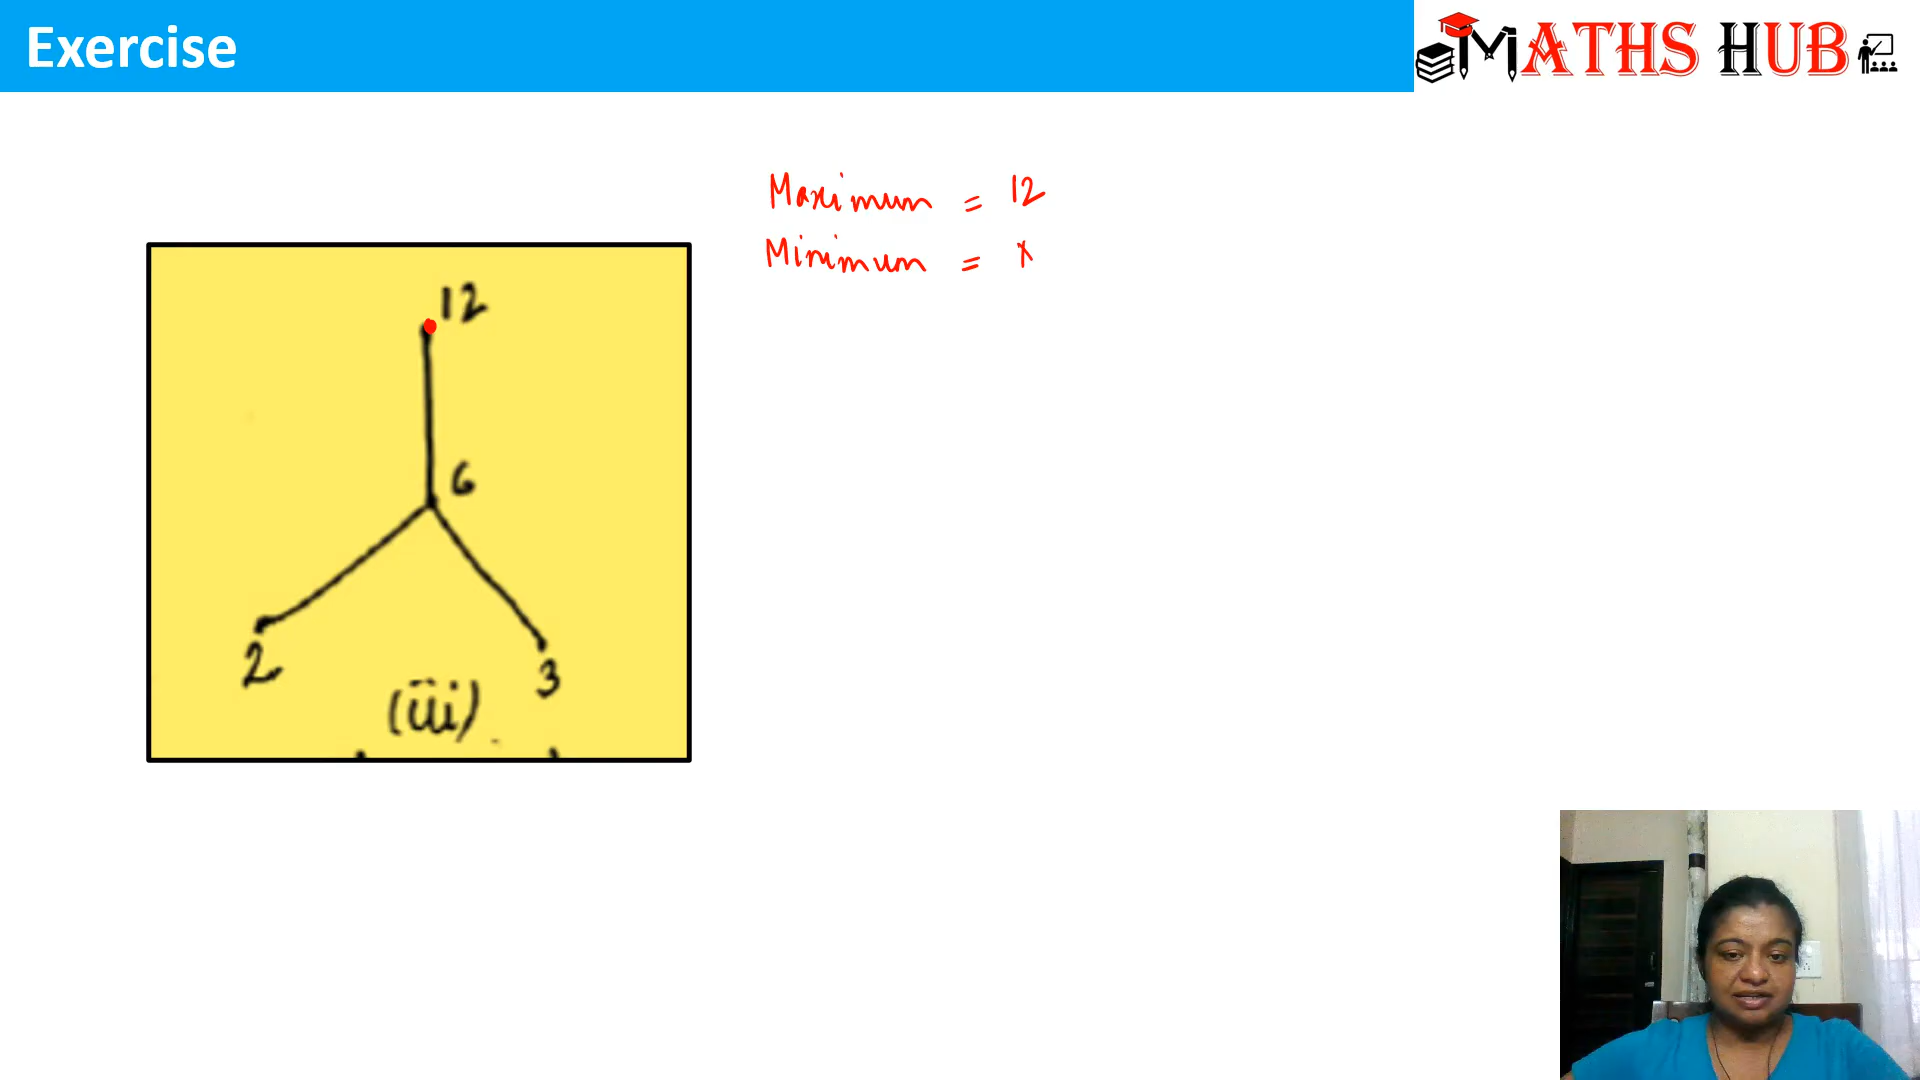 Exercise
MATHS HUB
Maximum = 12
Minimum = x
12
6
2
3
(iii)